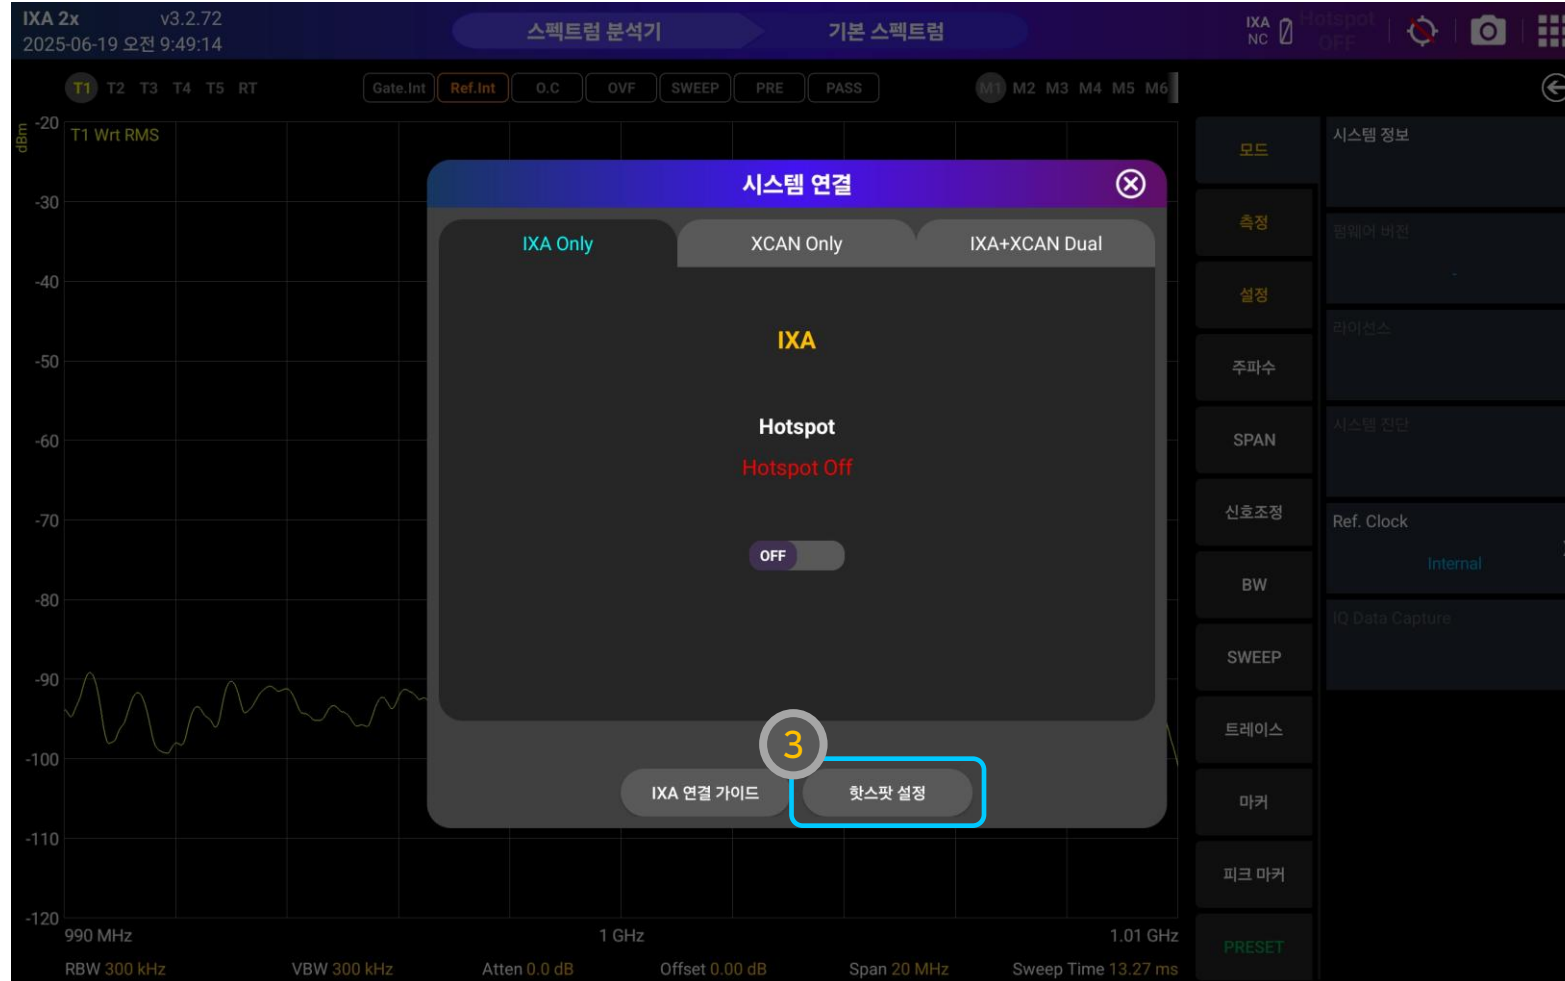 IXA 2x v3.2.72
2025-06-19 오전 9:49:14
스펙트럼 분석기 기본 스펙트럼
IXA
NC
Hotspot
OFF
T1 T2 T3 T4 T5 RT
Gate.Int Ref.Int O.C OVF SWEEP PRE PASS
M1 M2 M3 M4 M5 M6
dBm
T1 Wrt RMS
-20
-30
-40
-50
-60
-70
-80
-90
-100
-110
-120
시스템 연결
IXA Only XCAN Only IXA+XCAN Dual
IXA
Hotspot
Hotspot Off
OFF
3
IXA 연결 가이드 핫스팟 설정
모드
측정
설정
주파수
SPAN
신호조정
BW
SWEEP
트레이스
마커
피크 마커
PRESET
시스템 정보
펌웨어 버전
-
라이선스
시스템 진단
Ref. Clock
Internal
IQ Data Capture
990 MHz 1 GHz 1.01 GHz
RBW 300 kHz VBW 300 kHz Atten 0.0 dB Offset 0.00 dB Span 20 MHz Sweep Time 13.27 ms